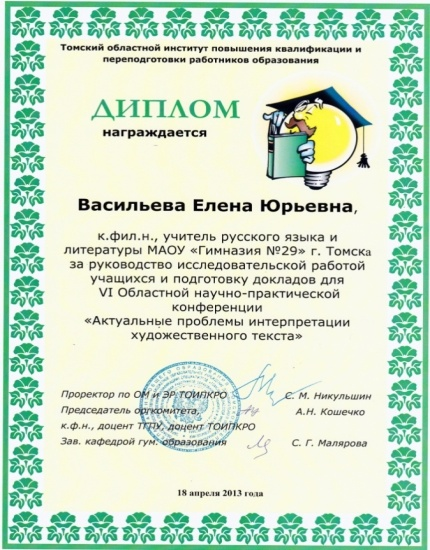 Томский областной институт повышения квалификации и
переподготовки работников образования
ДИПЛОМ
награждается
Васильева Елена Юрьевна,
к.фил.н., учитель русского языка и
литературы МАОУ «Гимназия №29» г. Томска
за руководство исследовательской работой
учащихся и подготовку докладов для
VI Областной научно-практической
конференции
«Актуальные проблемы интерпретации
художественного текста»
Проректор по ОМ и ЭР ТОИПКРО С. М. Никульшин
Председатель оргкомитета, А.Н. Кошечко
к.ф.н., доцент ТГПУ, доцент ТОИПКРО
Зав. кафедрой гум. образования С. Г. Малярова
18 апреля 2013 года